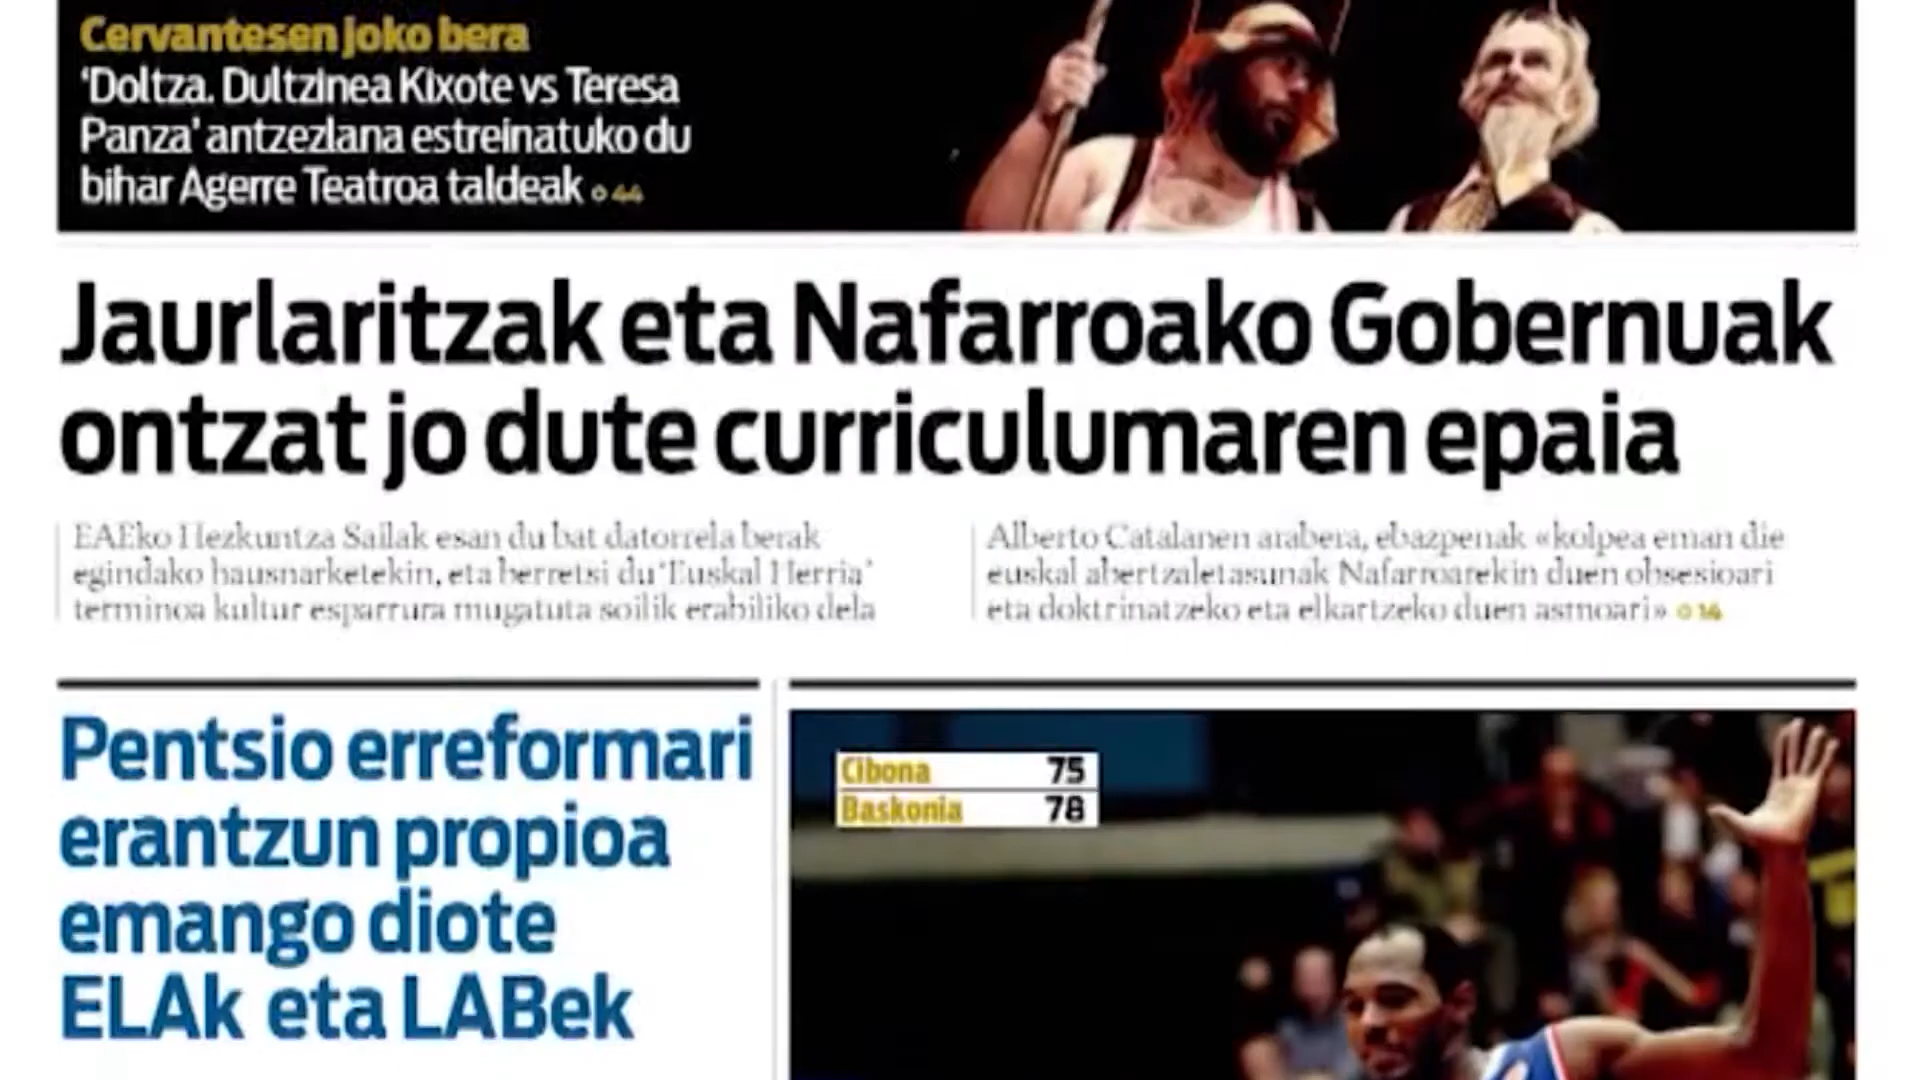 Cervantesen joko bera
'Doltza. Dultzinea Kixote vs Teresa
Panza' antzezlana estreinatuko du
bihar Agerre Teatroa taldeak o 44
Jaurlaritzak eta Nafarroako Gobernuak
ontzat jo dute curriculumaren epaia
EAEko Hezkuntza Sailak esan du bat datorrela berak
egindako hausnarketekin, eta berretsi du 'Euskal Herria'
terminoa kultur esparrura mugatuta soilik erabiliko dela
Alberto Catalanen arabera, ebazpenak «kolpea eman die
euskal abertzaletasunak Nafarroarekin duen obsesioari
eta doktrinatzeko eta elkartzeko duen asmoari» o 14
Pentsio erreformari
erantzun propioa
emango diote
ELAk eta LABek
Cibona 75
Baskonia 78